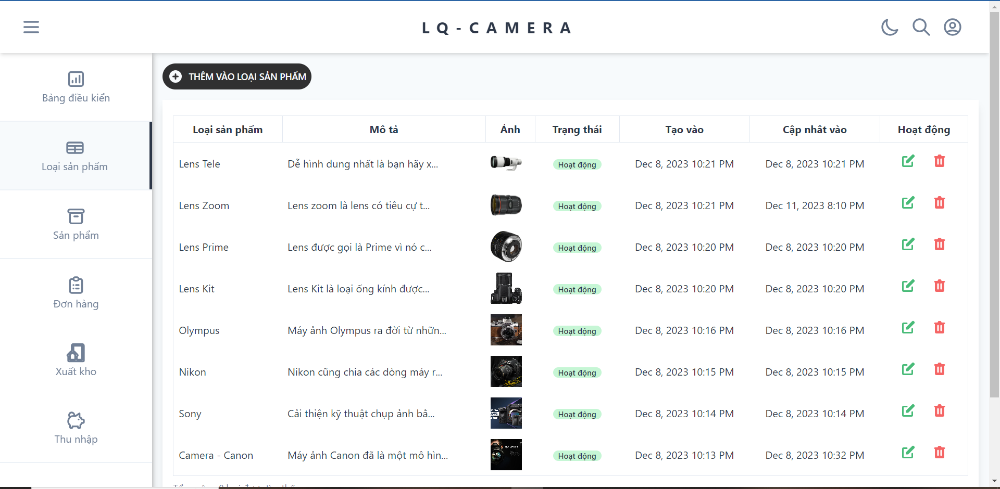 LQ-CAMERA
THÊM VÀO LOẠI SẢN PHẨM
Bảng điều kiển
Loại sản phẩm
Sản phẩm
Đơn hàng
Xuất kho
Thu nhập
Loại sản phẩm Mô tả Ảnh Trạng thái Tạo vào Cập nhât vào Hoạt động
Lens Tele Dễ hình dung nhất là bạn hãy x... Hoạt động Dec 8, 2023 10:21 PM Dec 8, 2023 10:21 PM
Lens Zoom Lens zoom là lens có tiêu cự t... Hoạt động Dec 8, 2023 10:21 PM Dec 11, 2023 8:10 PM
Lens Prime Lens được gọi là Prime vì nó c... Hoạt động Dec 8, 2023 10:20 PM Dec 8, 2023 10:20 PM
Lens Kit Lens Kit là loại ống kính được... Hoạt động Dec 8, 2023 10:20 PM Dec 8, 2023 10:20 PM
Olympus Máy ảnh Olympus ra đời từ nhữn... Hoạt động Dec 8, 2023 10:16 PM Dec 8, 2023 10:16 PM
Nikon Nikon cũng chia các dòng máy r... Hoạt động Dec 8, 2023 10:15 PM Dec 8, 2023 10:15 PM
Sony Cải thiện kỹ thuật chụp ảnh bằ... Hoạt động Dec 8, 2023 10:14 PM Dec 8, 2023 10:14 PM
Camera - Canon Máy ảnh Canon đã là một mô hìn... Hoạt động Dec 8, 2023 10:13 PM Dec 8, 2023 10:32 PM